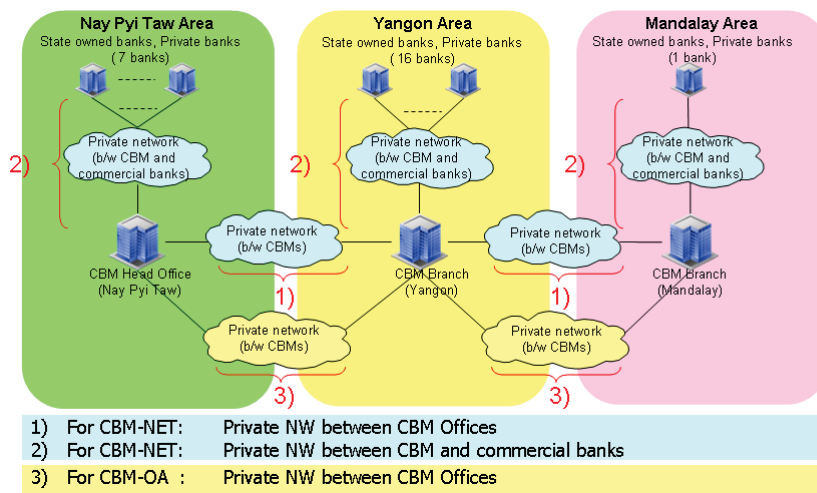 Nay Pyi Taw Area
State owned banks, Private banks
( 7 banks)
Yangon Area
State owned banks, Private banks
( 16 banks)
Mandalay Area
State owned banks, Private banks
(1 bank)
2)
Private network
(b/w CBM and
commercial banks)
2)
Private network
(b/w CBM and
commercial banks)
2)
Private network
(b/w CBM and
commercial banks)
Private network
(b/w CBMs)
Private network
(b/w CBMs)
CBM Head Office
(Nay Pyi Taw)
1)
CBM Branch
(Yangon)
1)
CBM Branch
(Mandalay)
Private network
(b/w CBMs)
Private network
(b/w CBMs)
3)
3)
1) For CBM-NET: Private NW between CBM Offices
2) For CBM-NET: Private NW between CBM and commercial banks
3) For CBM-OA : Private NW between CBM Offices